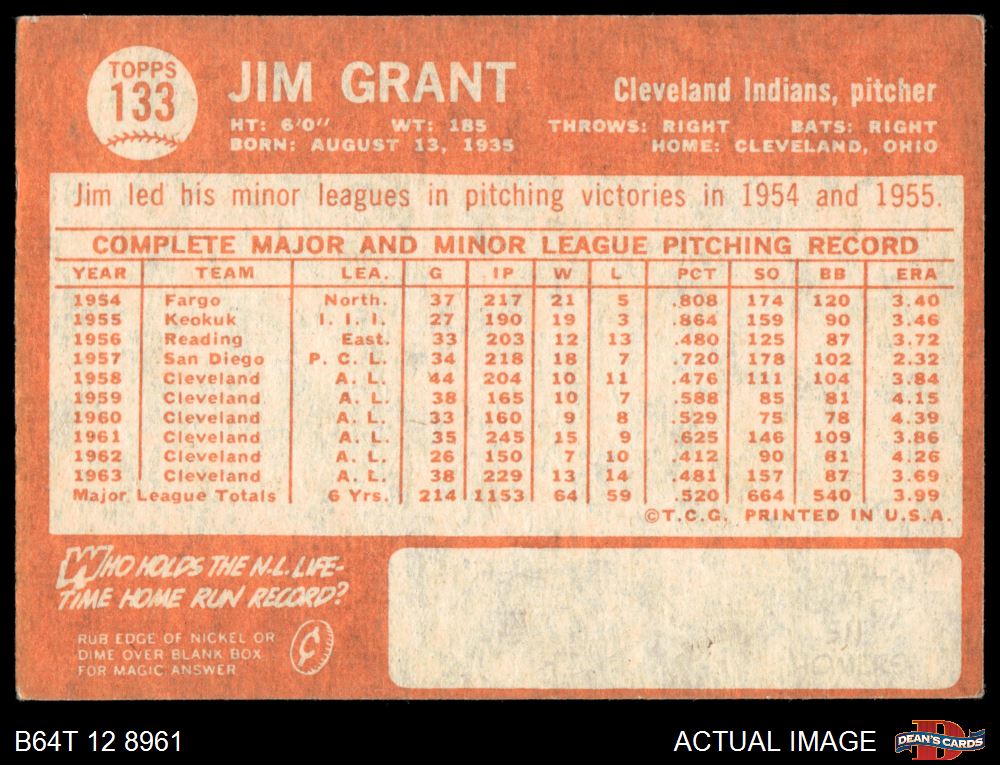 TOPPS
133
JIM GRANT
Cleveland Indians, pitcher
HT: 6'0" WT: 185 THROWS: RIGHT BATS: RIGHT
BORN: AUGUST 13, 1935 HOME: CLEVELAND, OHIO
Jim led his minor leagues in pitching victories in 1954 and 1955.
COMPLETE MAJOR AND MINOR LEAGUE PITCHING RECORD
YEAR TEAM LEA. G IP W L PCT SO BB ERA
1954 Fargo North. 37 217 21 5 .808 174 120 3.40
1955 Keokuk I. I. I. 27 190 19 3 .864 159 90 3.46
1956 Reading East. 33 203 12 13 .480 125 87 3.72
1957 San Diego P. C. L. 34 218 18 7 .720 178 102 2.32
1958 Cleveland A. L. 44 204 10 11 .476 111 104 3.84
1959 Cleveland A. L. 38 165 10 7 .588 85 81 4.15
1960 Cleveland A. L. 33 160 9 8 .529 75 78 4.39
1961 Cleveland A. L. 35 245 15 9 .625 146 109 3.86
1962 Cleveland A. L. 26 150 7 10 .412 90 81 4.26
1963 Cleveland A. L. 38 229 13 14 .481 157 87 3.69
Major League Totals 6 Yrs. 214 1153 64 59 .520 664 540 3.99
©T.C.G. PRINTED IN U.S.A.
WHO HOLDS THE N.L. LIFE-
TIME HOME RUN RECORD?
RUB EDGE OF NICKEL OR
DIME OVER BLANK BOX
FOR MAGIC ANSWER
¢
511
HOMERS
B64T 12 8961
ACTUAL IMAGE
DEAN'S CARDS